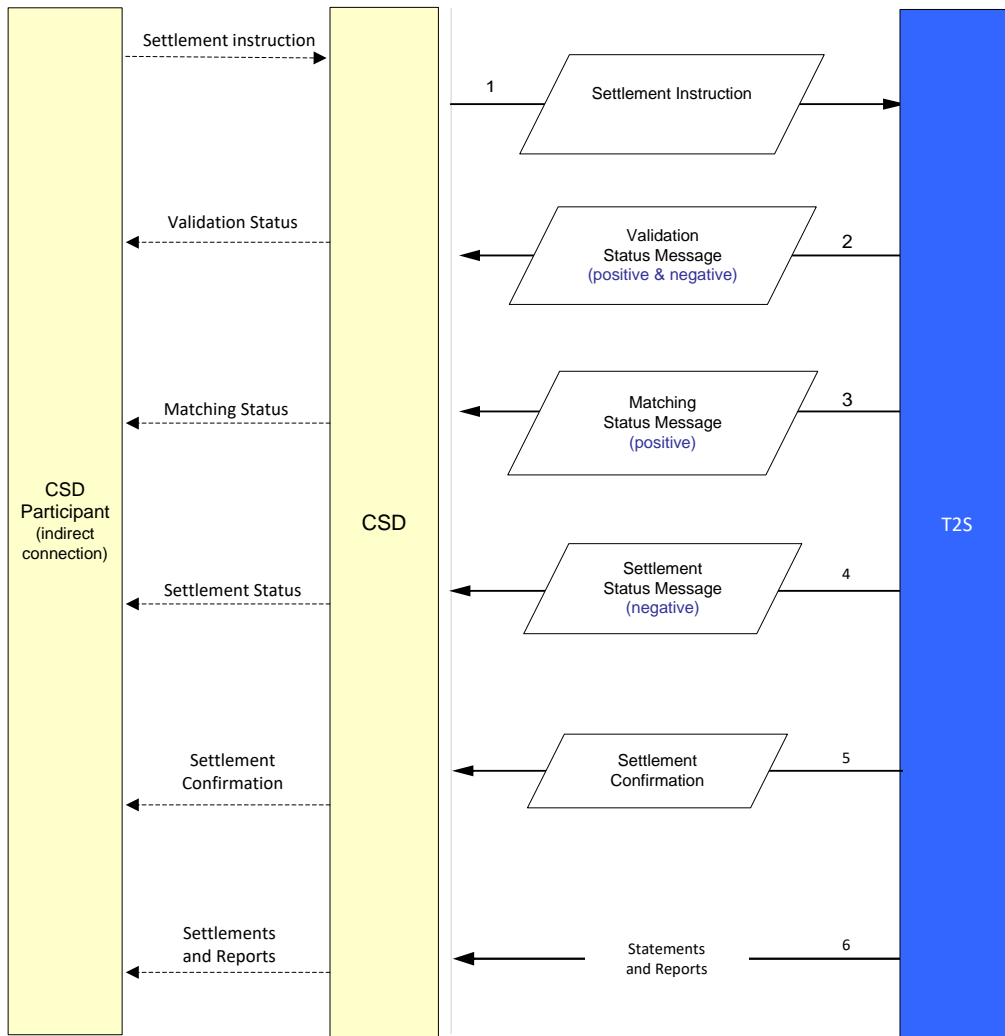 Settlement instruction
1
Settlement Instruction
Validation Status
Validation
Status Message
(positive & negative)
2
Matching Status
Matching
Status Message
(positive)
3
CSD
Participant
(indirect
connection)
CSD
T2S
Settlement Status
Settlement
Status Message
(negative)
4
Settlement
Confirmation
Settlement
Confirmation
5
Settlements
and Reports
Statements
and Reports
6